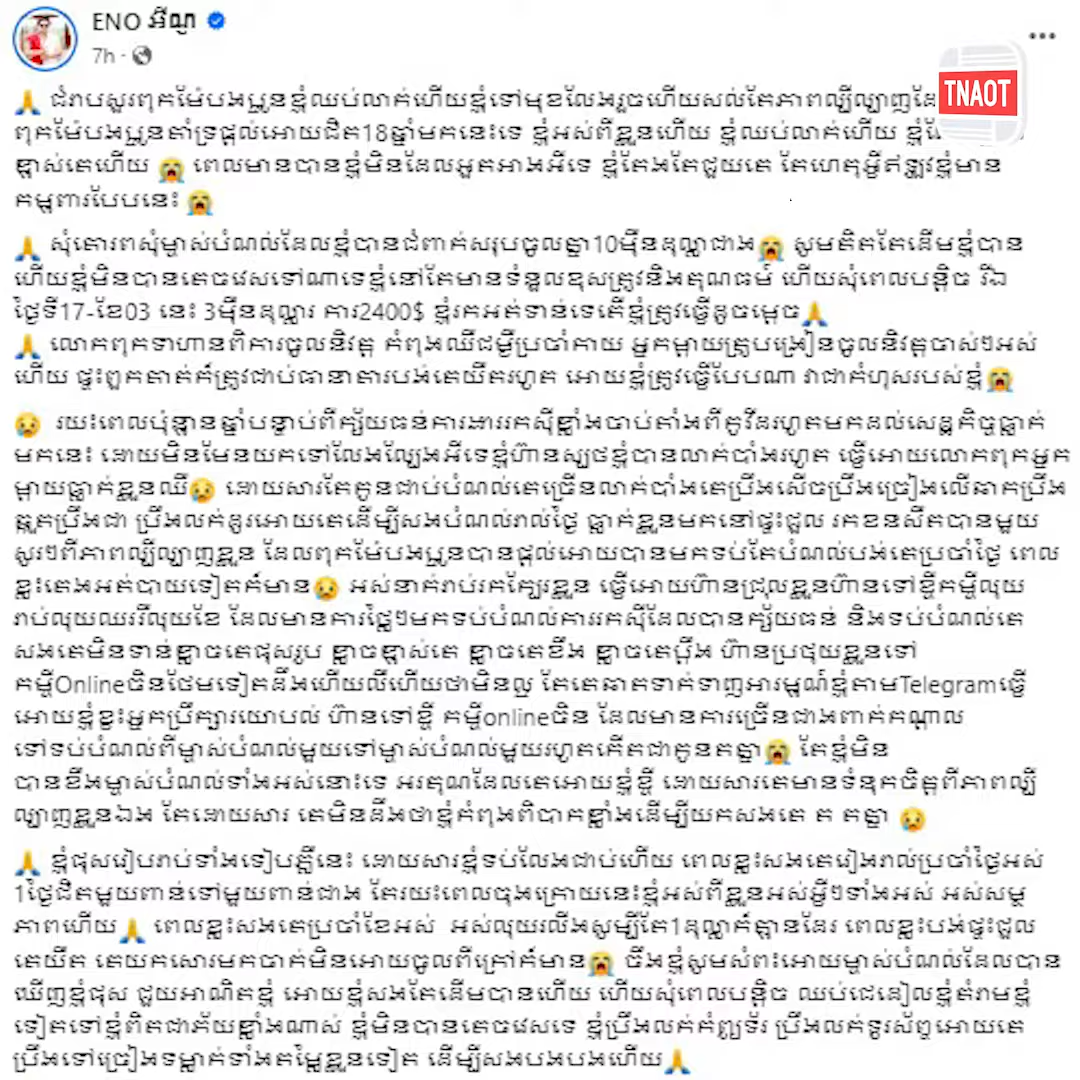 ENO អីណូ
7h ·
TNAOT
🙏 ជំរាបសួរពុកម៉ែបងប្អូនខ្ញុំឈប់លាក់ហើយខ្ញុំទៅមុខលែងរួចហើយសល់តែភាពល្បីល្បាញដែ
ពុកម៉ែបងប្អូនគាំទ្រផ្ដល់អោយជិត18ឆ្នាំមកនេះទេ ខ្ញុំអស់ពីខ្លួនហើយ ខ្ញុំឈប់លាក់ហើយ ខ្ញុំ
ខ្មាស់គេហើយ 😭 ពេលមានបានខ្ញុំមិនដែលអួតអាងអីទេ ខ្ញុំតែងតែជួយគេ តែហេតុអ្វីឥឡូវខ្ញុំមាន
កម្មពារបែបនេះ 😭
🙏 សុំគោរពសុំម្ចាស់បំណល់ដែលខ្ញុំបានជំពាក់សរុបចូលគ្នា10ម៉ឺនដុល្លាជាង😭 សូមគិតតែដើមខ្ញុំបាន
ហើយខ្ញុំមិនបានគេចវេសទៅណាទេខ្ញុំនៅតែមានទំនួលខុសត្រូវនិងគុណធម៌ ហើយសុំពេលបន្តិច រីឯ
ថ្ងៃទី17-ខែ03 នេះ 3ម៉ឺនដុល្លារ ការ2400$ ខ្ញុំរកអត់ទាន់ទេតើខ្ញុំត្រូវធ្វើដូចម្ដេច🙏
🙏 លោកពុកទាហានពិការចូលនិវត្ត កំពុងឈឺជម្ងឺប្រចាំកាយ អ្នកម្ដាយគ្រូបង្រៀនចូលនិវត្តចាស់ៗអស់
ហើយ ផ្ទះពួកគាត់ក៏ត្រូវជាប់ធានាគារបង់គេយឺតរហូត អោយខ្ញុំត្រូវធ្វើបែបណា វាជាកំហុសរបស់ខ្ញុំ😭
😢 រយះពេលប៉ុន្មានឆ្នាំបន្ទាប់ពីក្ស័យធន់ការងាររកស៊ីខ្លាំងចាប់តាំងពីកូវីដរហូតមកដល់សេដ្ឋកិច្ចធ្លាក់
មកនេះ ដោយមិនមែនយកទៅលែងល្បែងអីទេខ្ញុំហ៊ានស្បថខ្ញុំបានលាក់បាំងរហូត ធ្វើអោយលោកពុកអ្នក
ម្ដាយធ្លាក់ខ្លួនឈឺ😢 ដោយសារតែកូនជាប់បំណល់គេច្រើនលាក់បាំងគេប្រឹងសើចប្រឹងច្រៀងលើឆាកប្រឹង
ឆ្កួតប្រឹងជា ប្រឹងលក់នូវអោយគេដើម្បីសងបំណល់រាល់ថ្ងៃ ធ្លាក់ខ្លួនមកនៅផ្ទះជួល រកខនសឺតបានមួយ
សួរៗពីភាពល្បីល្បាញខ្លួន ដែលពុកម៉ែបងប្អូនបានផ្ដល់អោយបានមកទប់តែបំណល់បង់គេប្រចាំថ្ងៃ ពេល
ខ្លះគេងអត់បាយទៀតក៏មាន😢 អស់នាក់រាប់រកក្បែរខ្លួន ធ្វើអោយហ៊ានជ្រុលខ្លួនហ៊ានទៅខ្ចីកម្ចីលុយ
រាប់លុយឈររឺលុយខែ ដែលមានការថ្លៃៗមកទប់បំណល់ការរកស៊ីដែលបានក្ស័យធន់ និងទប់បំណល់គេ
សងគេមិនទាន់ខ្លាចគេផុសរូប ខ្លាចខ្មាស់គេ ខ្លាចគេខឹង ខ្លាចគេប្ដឹង ហ៊ានប្រថុយខ្លួនទៅ
កម្ចីOnlineចិនថែមទៀតដឹងហើយលឺហើយថាមិនល្អ តែគេឆាតទាក់ទាញអារម្មណ៍ខ្ញុំតាមTelegramធ្វើ
អោយខ្ញុំខ្វះអ្នកប្រឹក្សារយោបល់ ហ៊ានទៅខ្ចី កម្ចីonlineចិន ដែលមានការច្រើនជាងពាក់កណ្ដាល
ទៅទប់បំណល់ពីម្ចាស់បំណល់មួយទៅម្ចាស់បំណល់មួយរហូតកើតជាកូនគគ្នា😭 តែខ្ញុំមិន
បានខឹងម្ចាស់បំណល់ទាំងអស់នោះទេ អរគុណដែលគេអោយខ្ញុំខ្ចី ដោយសារគេមានទំនុកចិត្តពីភាពល្បី
ល្បាញខ្លួនឯង តែដោយសារ គេមិនដឹងថាខ្ញុំកំពុងពិបាកខ្លាំងដើម្បីយកសងគេ គ គគ្នា 😢
🙏 ខ្ញុំផុសរៀបរាប់ទាំងទៀបភ្លឺនេះ ដោយសារខ្ញុំទប់លែងជាប់ហើយ ពេលខ្លះសងគេរៀងរាល់ប្រចាំថ្ងៃអស់
1ថ្ងៃជិតមួយពាន់ទៅមួយពាន់ជាង តែរយះពេលចុងក្រោយនេះខ្ញុំអស់ពីខ្លួនអស់អ្វីៗទាំងអស់ អស់សមត្ថ
ភាពហើយ🙏 ពេលខ្លះសងគេប្រចាំខែអស់ អស់លុយរលីងសូម្បីតែ1ដុល្លាក៏គ្មានដែរ ពេលខ្លះបង់ផ្ទះជួល
គេយឺត គេយកសោរមកចាក់មិនអោយចូលពីក្រៅក៏មាន😭 ចឹងខ្ញុំសូមសំពះអោយម្ចាស់បំណល់ដែលបាន
ឃើញខ្ញុំផុស ជួយអាណិតខ្ញុំ អោយខ្ញុំសងតែដើមបានហើយ ហើយសុំពេលបន្តិច ឈប់ជេរឌៀលខ្ញុំគំរាមខ្ញុំ
ទៀតទៅខ្ញុំពិតជាភ័យខ្លាំងណាស់ ខ្ញុំមិនបានគេចវេសទេ ខ្ញុំប្រឹងលក់កំព្យូទ័រ ប្រឹងលក់ទូរស័ព្ទអោយគេ
ប្រឹងទៅច្រៀងទម្លាក់ទាំងតម្លៃខ្លួនទៀត ដើម្បីសងបងបងហើយ🙏